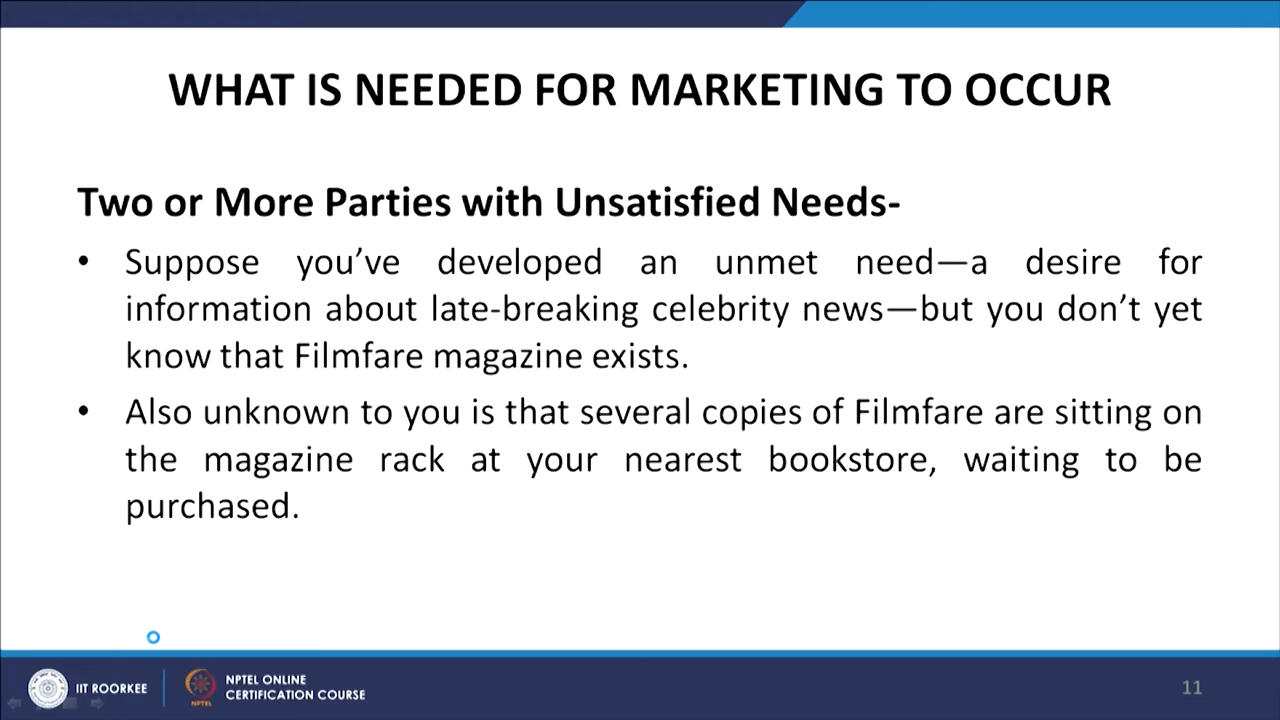 WHAT IS NEEDED FOR MARKETING TO OCCUR
Two or More Parties with Unsatisfied Needs-
• Suppose you’ve developed an unmet need—a desire for
information about late-breaking celebrity news—but you don’t yet
know that Filmfare magazine exists.
• Also unknown to you is that several copies of Filmfare are sitting on
the magazine rack at your nearest bookstore, waiting to be
purchased.
IIT ROORKEE
NPTEL
NPTEL ONLINE
CERTIFICATION COURSE
11